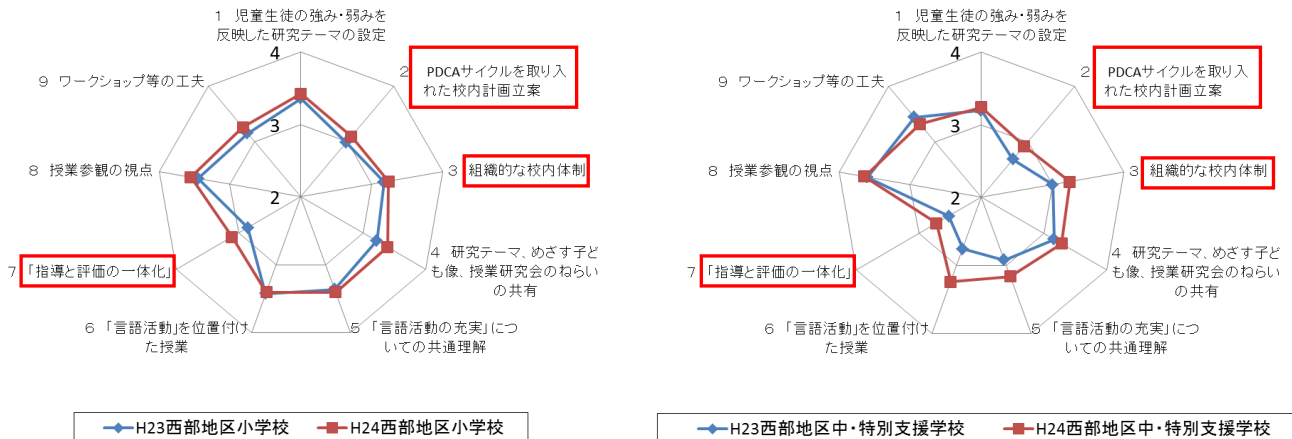 1 児童生徒の強み・弱みを
反映した研究テーマの設定
4
3
2
2
PDCAサイクルを取り入
れた校内計画立案
3 組織的な校内体制
4 研究テーマ、めざす子ど
も像、授業研究会のねらい
の共有
5 「言語活動の充実」につ
いての共通理解
6 「言語活動」を位置付け
た授業
7 「指導と評価の一体化」
8 授業参観の視点
9 ワークショップ等の工夫
H23西部地区小学校 H24西部地区小学校
1 児童生徒の強み・弱みを
反映した研究テーマの設定
4
3
2
2
PDCAサイクルを取り入
れた校内計画立案
3 組織的な校内体制
4 研究テーマ、めざす子ど
も像、授業研究会のねらい
の共有
5 「言語活動の充実」につ
いての共通理解
6 「言語活動」を位置付け
た授業
7 「指導と評価の一体化」
8 授業参観の視点
9 ワークショップ等の工夫
H23西部地区中・特別支援学校 H24西部地区中・特別支援学校